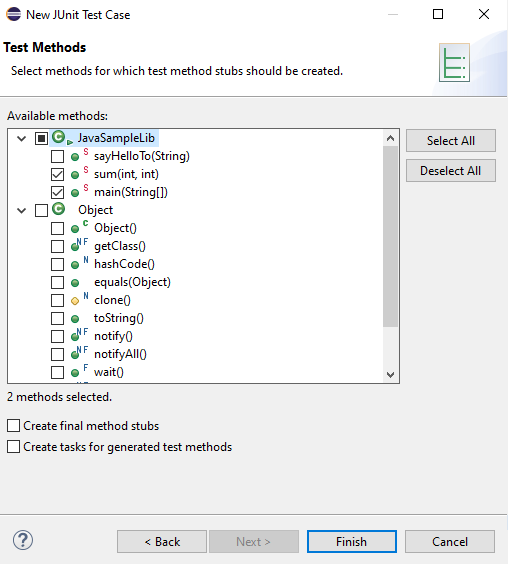 New JUnit Test Case
Test Methods
Select methods for which test method stubs should be created.
Available methods:
JavaSampleLib
S sayHelloTo(String)
S sum(int, int)
S main(String[])
Object
C Object()
NF getClass()
N hashCode()
equals(Object)
N clone()
toString()
NF notify()
NF notifyAll()
F wait()
Select All
Deselect All
2 methods selected.
Create final method stubs
Create tasks for generated test methods
? < Back Next > Finish Cancel